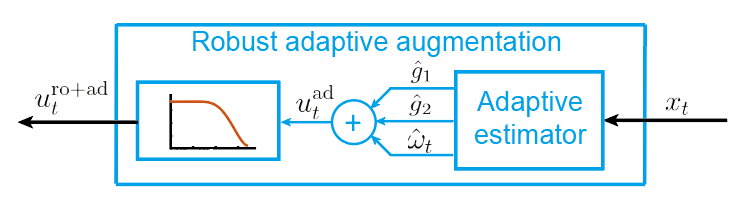 Robust adaptive augmentation
u_t^{ro+ad}
u_t^{ad}
+
ĝ_1
ĝ_2
ω̂_t
Adaptive
estimator
x_t